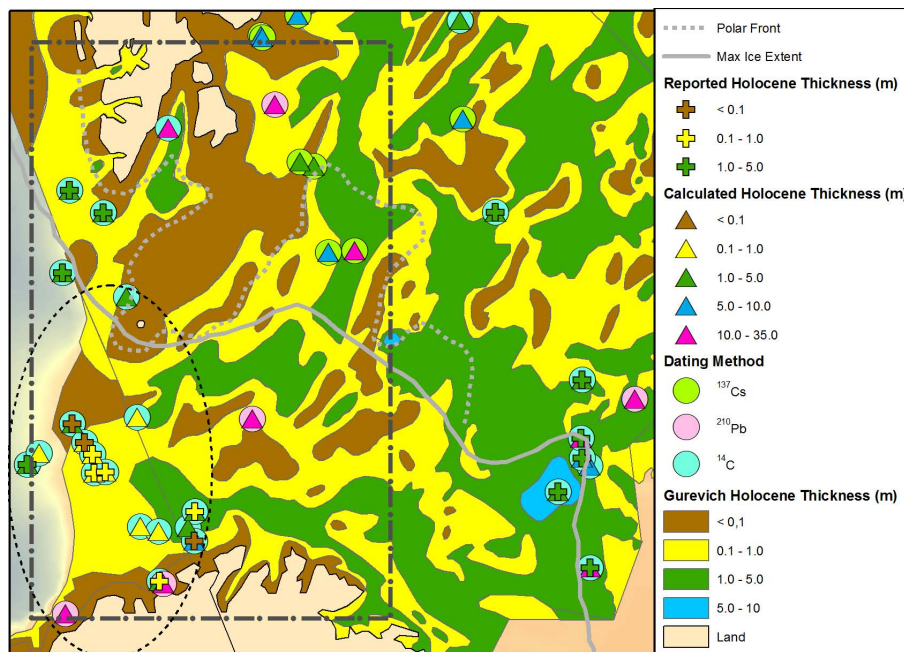 Polar Front
Max Ice Extent
Reported Holocene Thickness (m)
< 0.1
0.1 - 1.0
1.0 - 5.0
Calculated Holocene Thickness (m)
< 0.1
0.1 - 1.0
1.0 - 5.0
5.0 - 10.0
10.0 - 35.0
Dating Method
¹³⁷Cs
²¹⁰Pb
¹⁴C
Gurevich Holocene Thickness (m)
< 0,1
0.1 - 1.0
1.0 - 5.0
5.0 - 10
Land